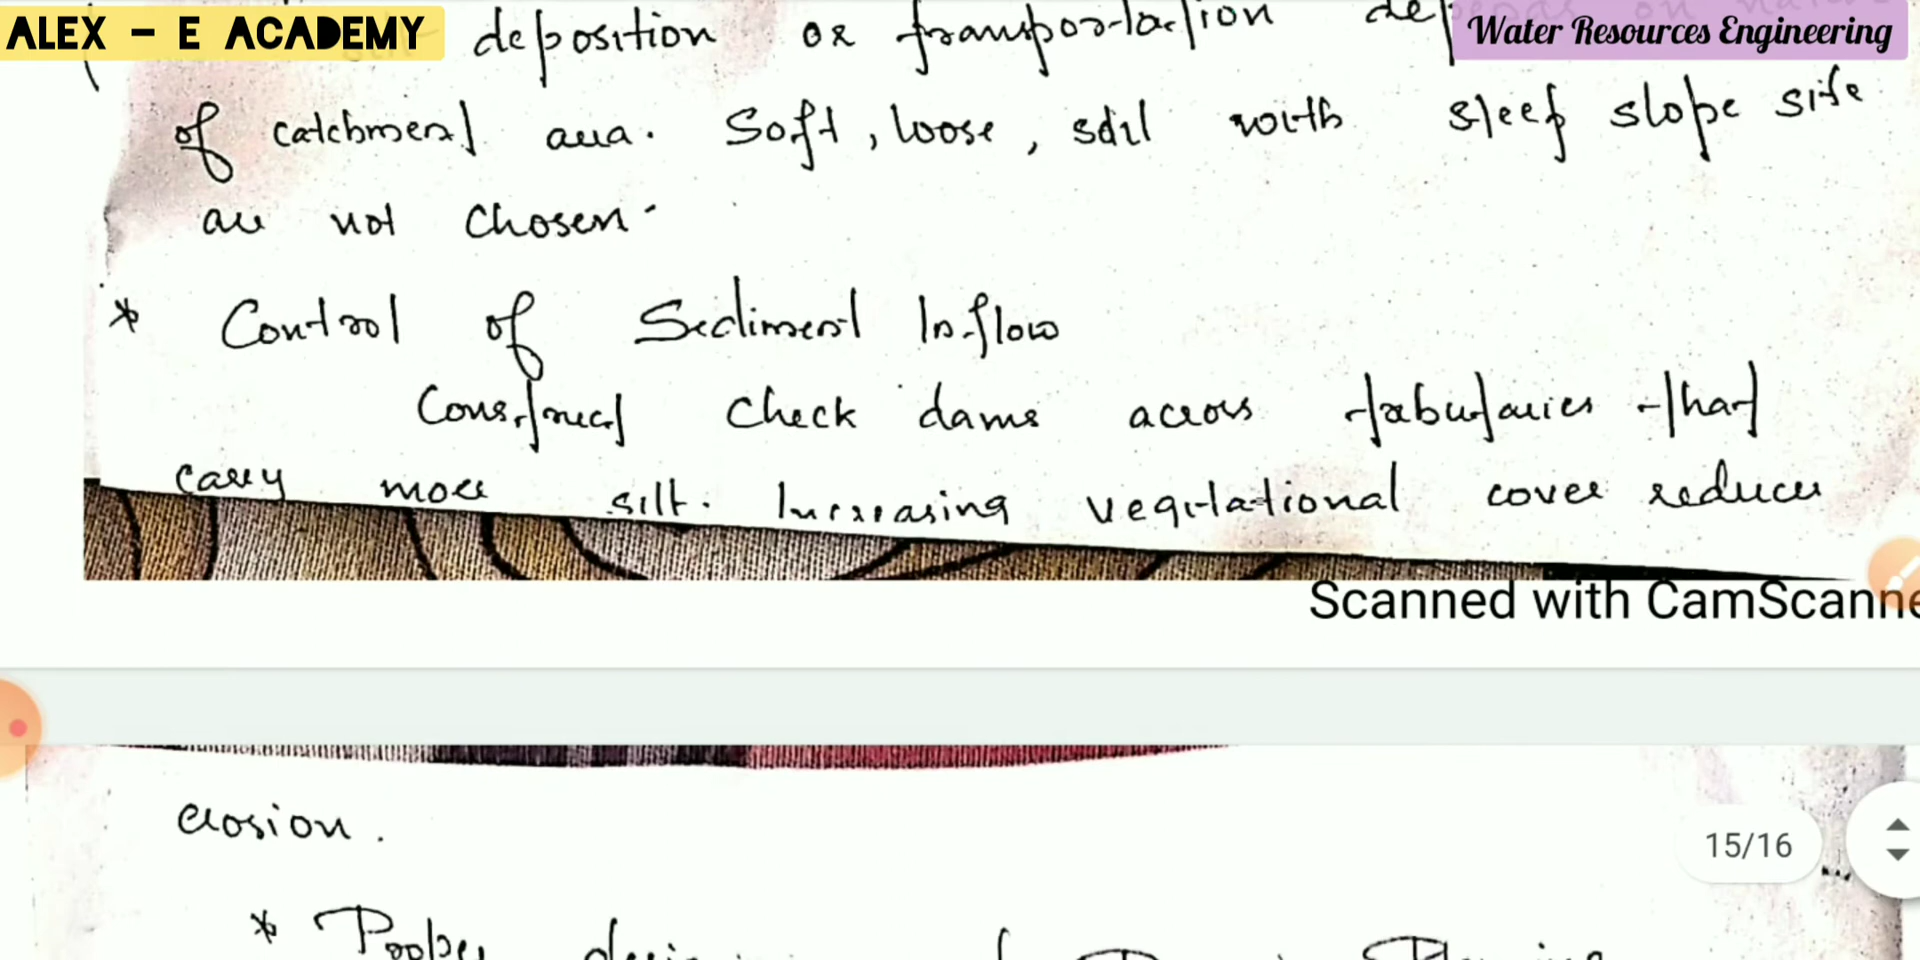 ALEX - E ACADEMY
Water Resources Engineering
deposition or transportation
of catchment area. Soft, loose, soil with steep slope site
are not chosen.
* Control of Sediment Inflow
Construct check dams across tributaries that
carry more silt. Increasing vegetational cover reduces
Scanned with CamScanne
erosion.
15/16
* Proper